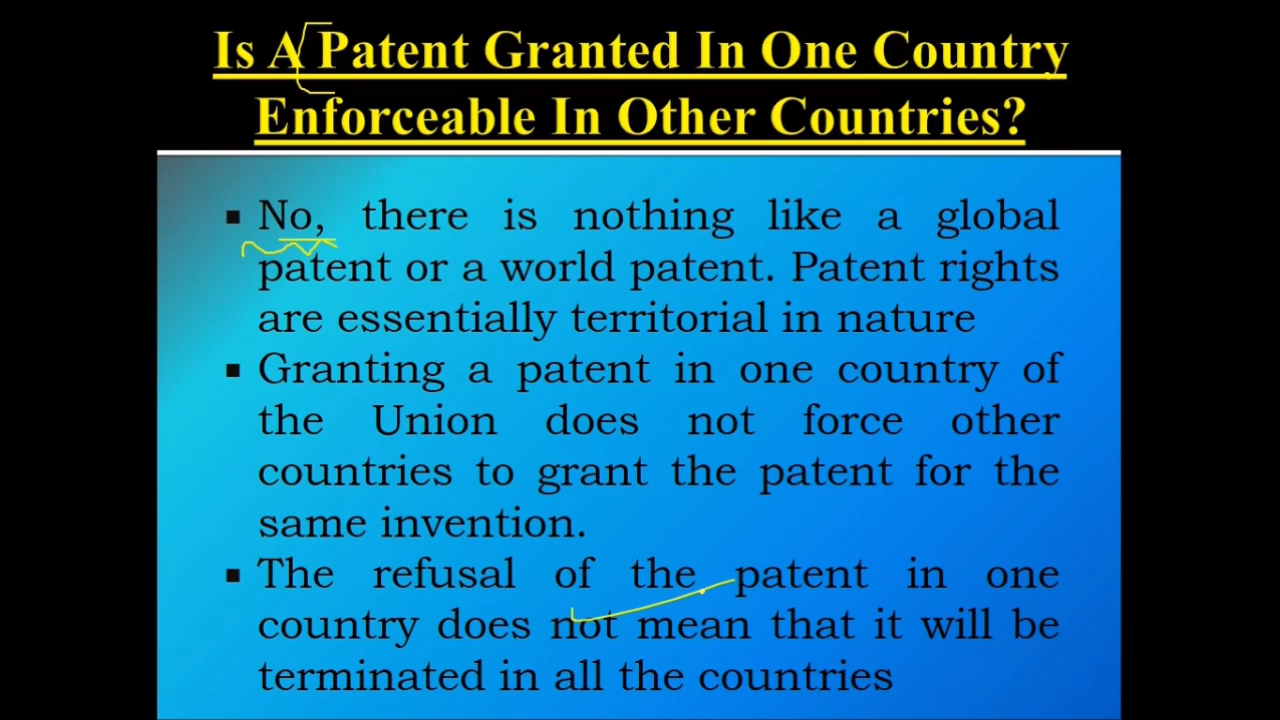 Is A Patent Granted In One Country
Enforceable In Other Countries?
▪ No, there is nothing like a global
patent or a world patent. Patent rights
are essentially territorial in nature
▪ Granting a patent in one country of
the Union does not force other
countries to grant the patent for the
same invention.
▪ The refusal of the patent in one
country does not mean that it will be
terminated in all the countries